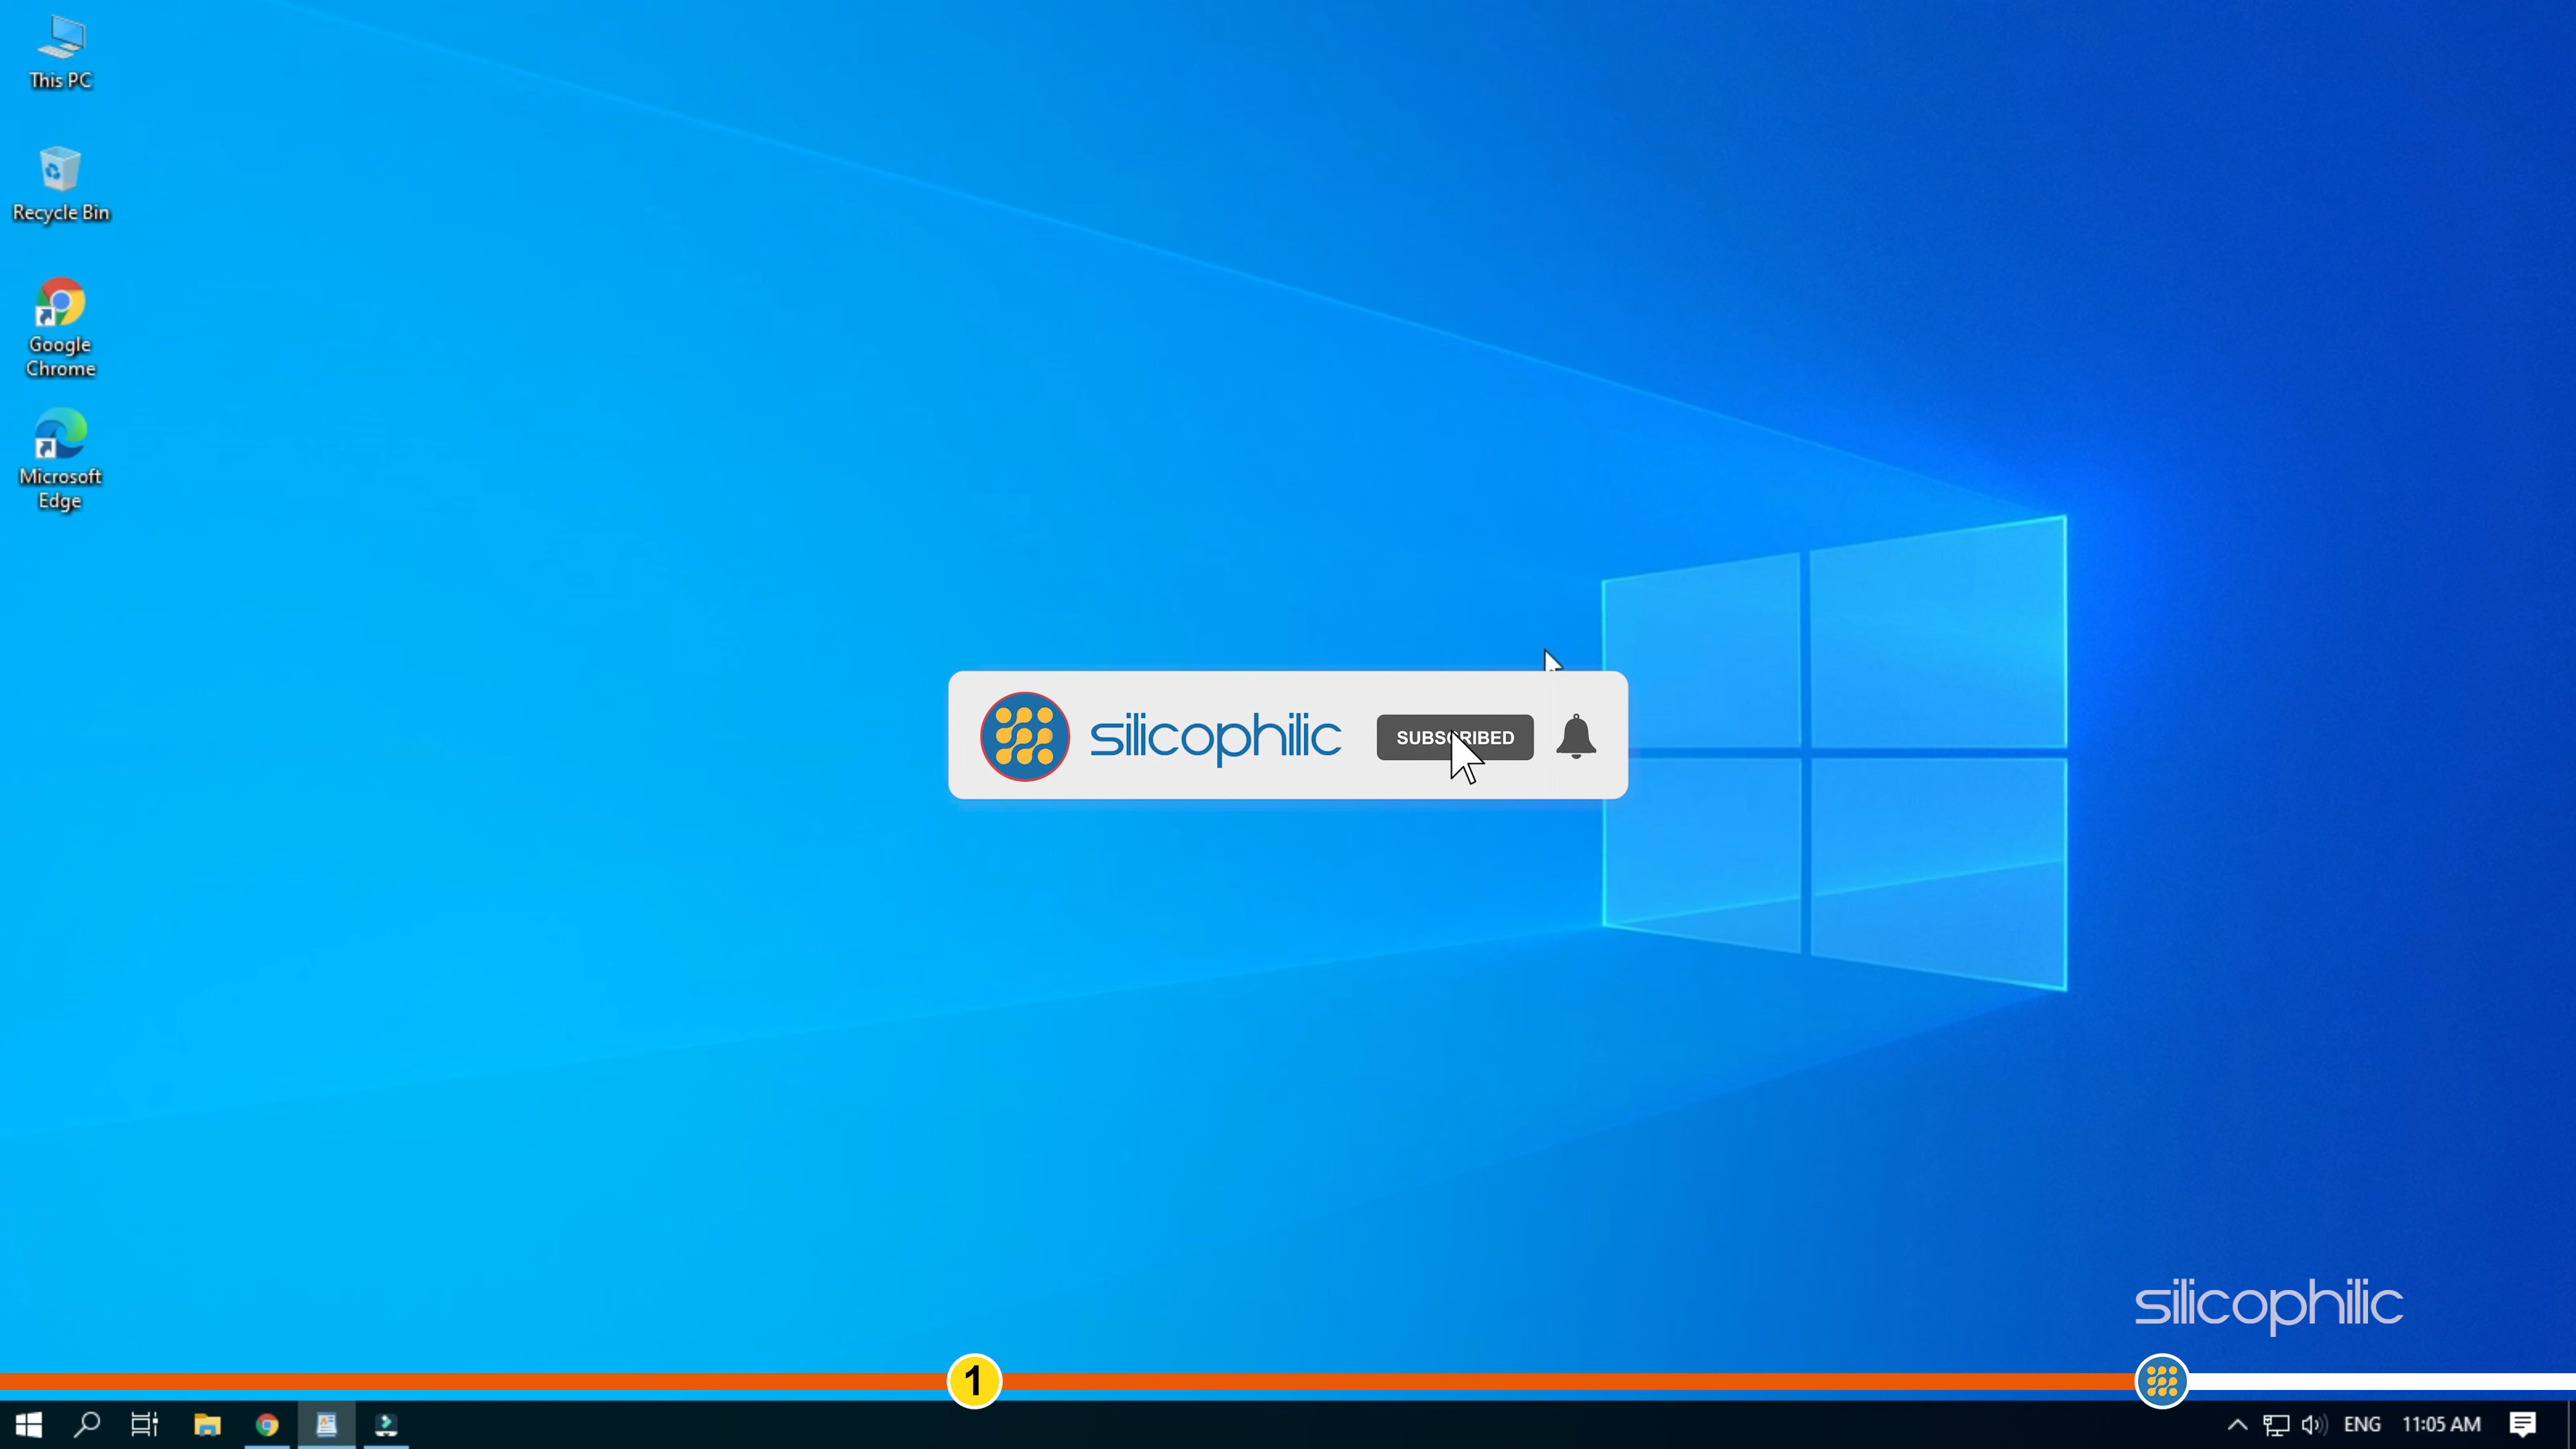 This PC
Recycle Bin
Google
Chrome
Microsoft
Edge
silicophilic
SUBSCRIBED
silicophilic
1
ENG
11:05 AM